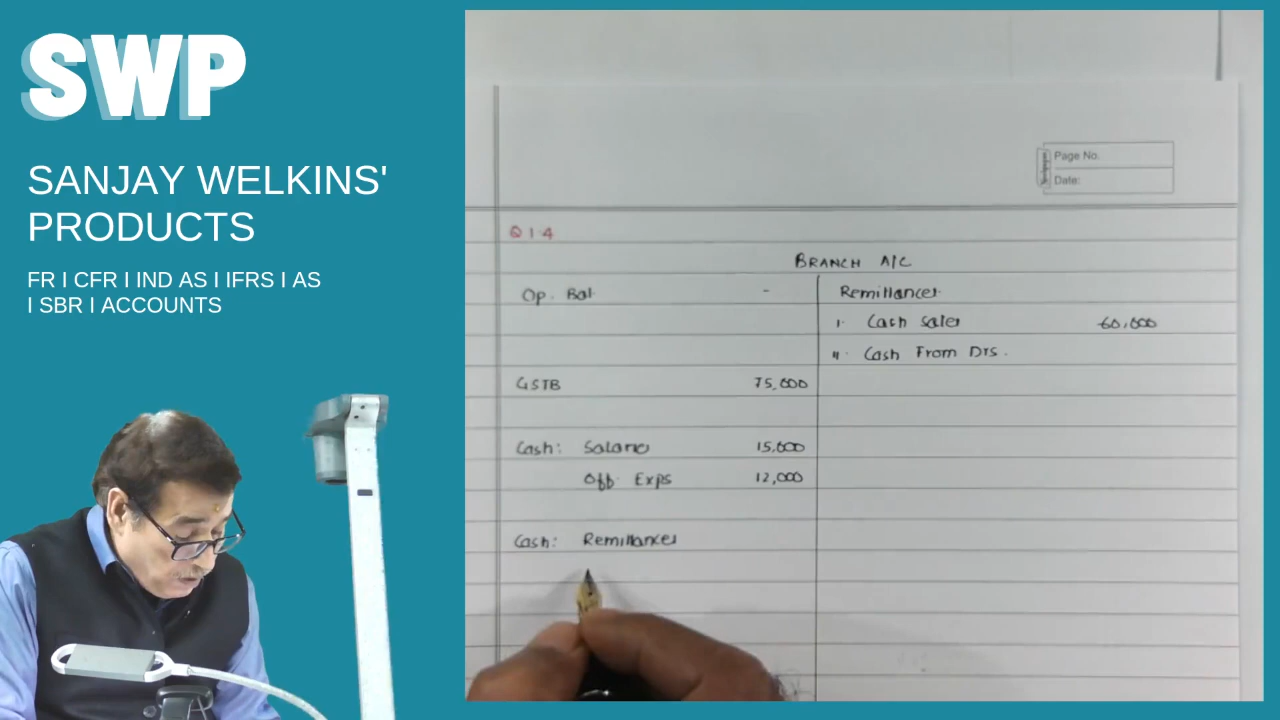 SWP
SANJAY WELKINS'
PRODUCTS
FR I CFR I IND AS I IFRS I AS
I SBR I ACCOUNTS
Page No.
Date:
Q 1.4
BRANCH A/C
Op. Bal -
Remittances
I. Cash Sales 60,000
II. Cash From Drs.
GSTB 75,000
Cash: Salaries 15,000
Off. Exps 12,000
Cash: Remittances